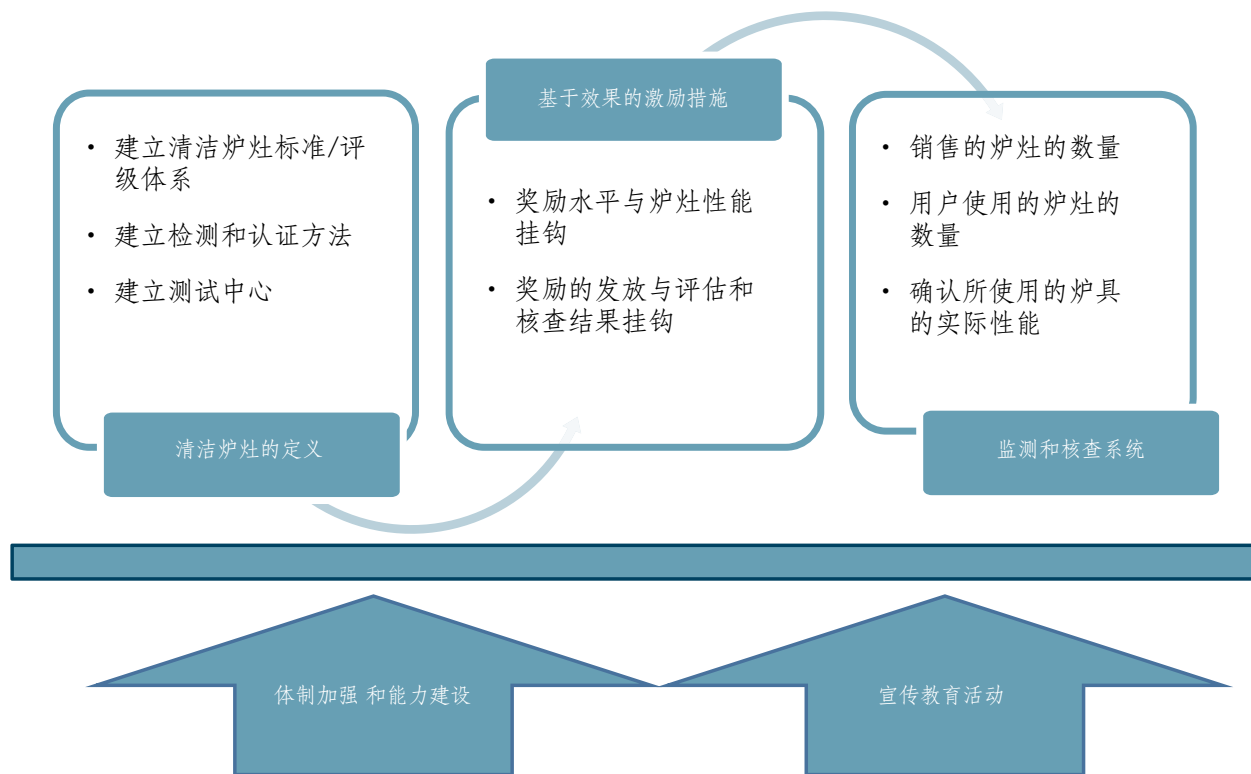 • 建立清洁炉灶标准/评
级体系
• 建立检测和认证方法
• 建立测试中心
清洁炉灶的定义
基于效果的激励措施
• 奖励水平与炉灶性能
挂钩
• 奖励的发放与评估和
核查结果挂钩
• 销售的炉灶的数量
• 用户使用的炉灶的
数量
• 确认所使用的炉具
的实际性能
监测和核查系统
体制加强 和能力建设
宣传教育活动